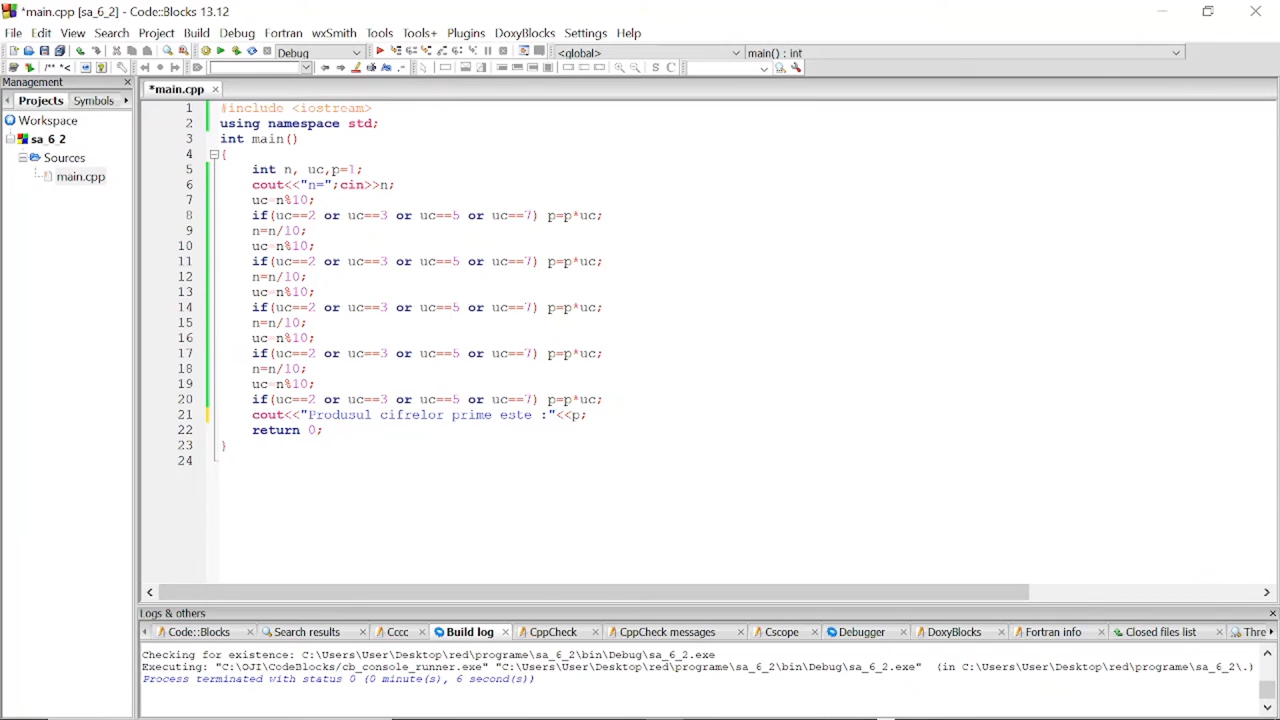 *main.cpp [sa_6_2] - Code::Blocks 13.12
File Edit View Search Project Build Debug Fortran wxSmith Tools Tools+ Plugins DoxyBlocks Settings Help
Debug <global> main() : int
/** *< S C
Management
Projects Symbols
*main.cpp
Workspace
sa_6_2
Sources
main.cpp
1 #include <iostream>
2 using namespace std;
3 int main()
4 {
5 int n, uc,p=1;
6 cout<<"n=";cin>>n;
7 uc=n%10;
8 if(uc==2 or uc==3 or uc==5 or uc==7) p=p*uc;
9 n=n/10;
10 uc=n%10;
11 if(uc==2 or uc==3 or uc==5 or uc==7) p=p*uc;
12 n=n/10;
13 uc=n%10;
14 if(uc==2 or uc==3 or uc==5 or uc==7) p=p*uc;
15 n=n/10;
16 uc=n%10;
17 if(uc==2 or uc==3 or uc==5 or uc==7) p=p*uc;
18 n=n/10;
19 uc=n%10;
20 if(uc==2 or uc==3 or uc==5 or uc==7) p=p*uc;
21 cout<<"Produsul cifrelor prime este :"<<p;
22 return 0;
23 }
24
Logs & others
Code::Blocks Search results Cccc Build log CppCheck CppCheck messages Cscope Debugger DoxyBlocks Fortran info Closed files list Thre
Checking for existence: C:\Users\User\Desktop\red\programe\sa_6_2\bin\Debug\sa_6_2.exe
Executing: "C:\OJI\CodeBlocks/cb_console_runner.exe" "C:\Users\User\Desktop\red\programe\sa_6_2\bin\Debug\sa_6_2.exe" (in C:\Users\User\Desktop\red\programe\sa_6_2\.)
Process terminated with status 0 (0 minute(s), 6 second(s))